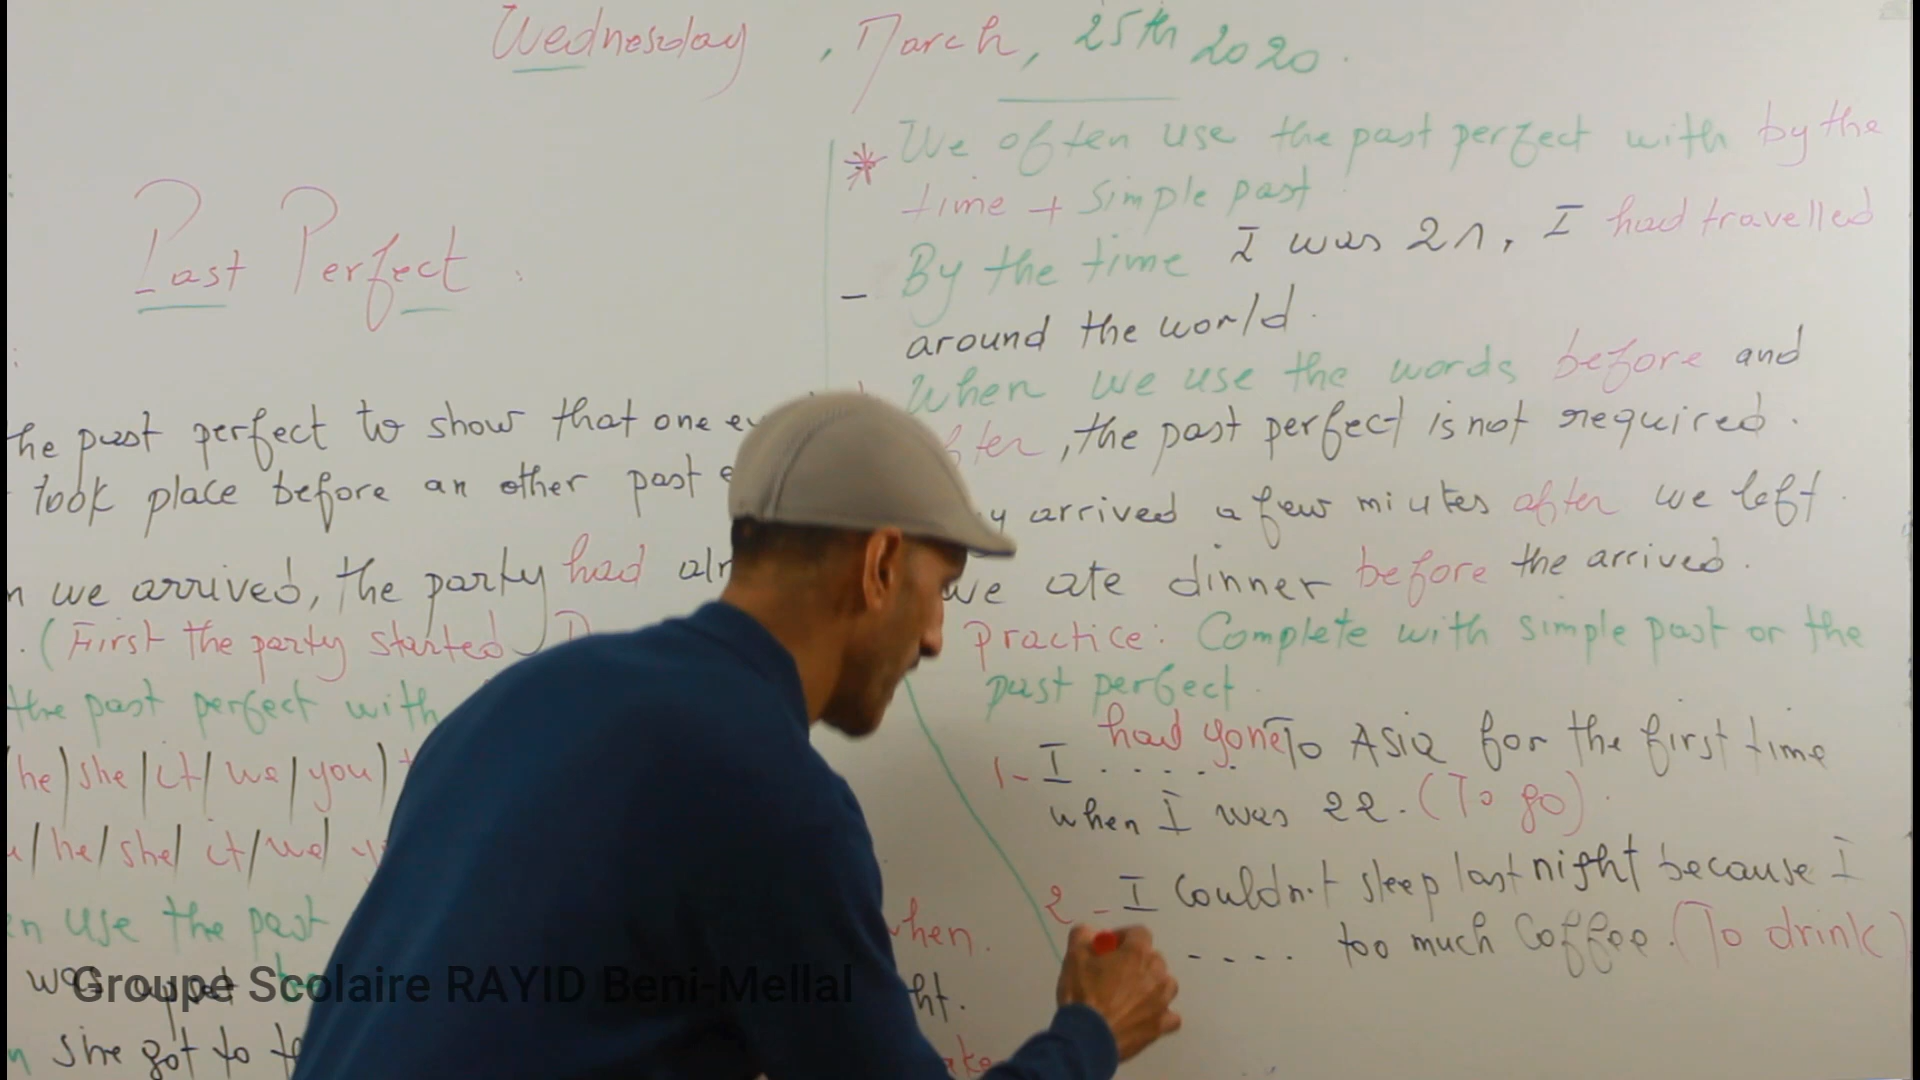 Wednesday, March, 25th 2020.
Past Perfect:
he past perfect to show that one
took place before an other past
we arrived, the party had
(First the party started
the past perfect with
he/she/it/we/you/
/he/she/ it/we/
use the past
she got to
* We often use the past perfect with by the
time + simple past.
- By the time I was 21, I had travelled
around the world.
When we use the words before and
, the past perfect is not required.
arrived a few miutes after we left.
we ate dinner before the arrived.
Practice: Complete with simple past or the
past perfect.
1- I had gone To Asia for the first time
when I was 22. (To go)
2- I couldn't sleep last night because I
.... too much Coffee. (To drink)
when.
Groupe Scolaire RAYID Beni-Mellal